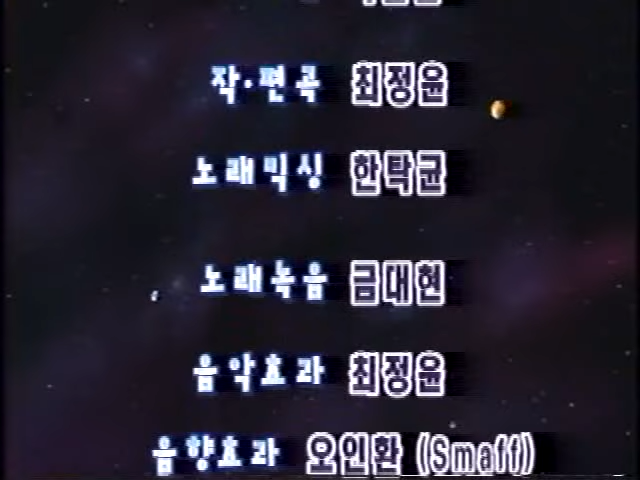 작·편곡 최정윤
노래믹싱 한탁균
노래녹음 금대현
음악효과 최정윤
음향효과 오인환 (Smaff)